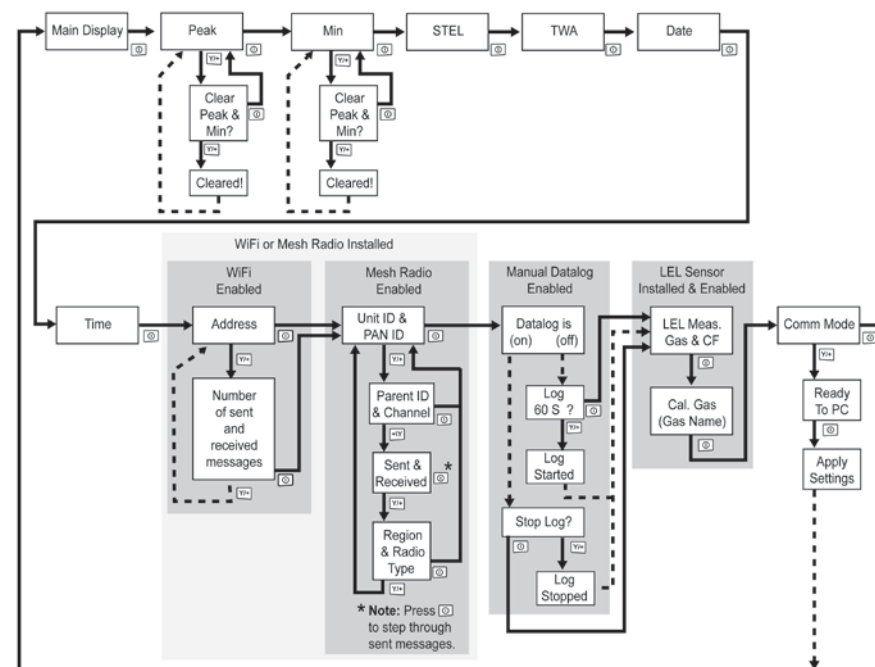 Main Display
Peak
Min
STEL
TWA
Date
Y/+
Y/+
Clear
Peak &
Min?
Clear
Peak &
Min?
Y/+
Y/+
Cleared!
Cleared!
WiFi or Mesh Radio Installed
WiFi
Enabled
Mesh Radio
Enabled
Manual Datalog
Enabled
LEL Sensor
Installed & Enabled
Time
Address
Y/+
Number
of sent
and
received
messages
Y/+
Unit ID &
PAN ID
Y/+
Parent ID
& Channel
+/Y
Sent &
Received
*
Y/+
Region
& Radio
Type
Y/+
* Note: Press
to step through
sent messages.
Datalog is
(on) (off)
Log
60 S ?
Y/+
Log
Started
Stop Log?
Y/+
Log
Stopped
LEL Meas.
Gas & CF
Cal. Gas
(Gas Name)
Comm Mode
Y/+
Ready
To PC
Apply
Settings